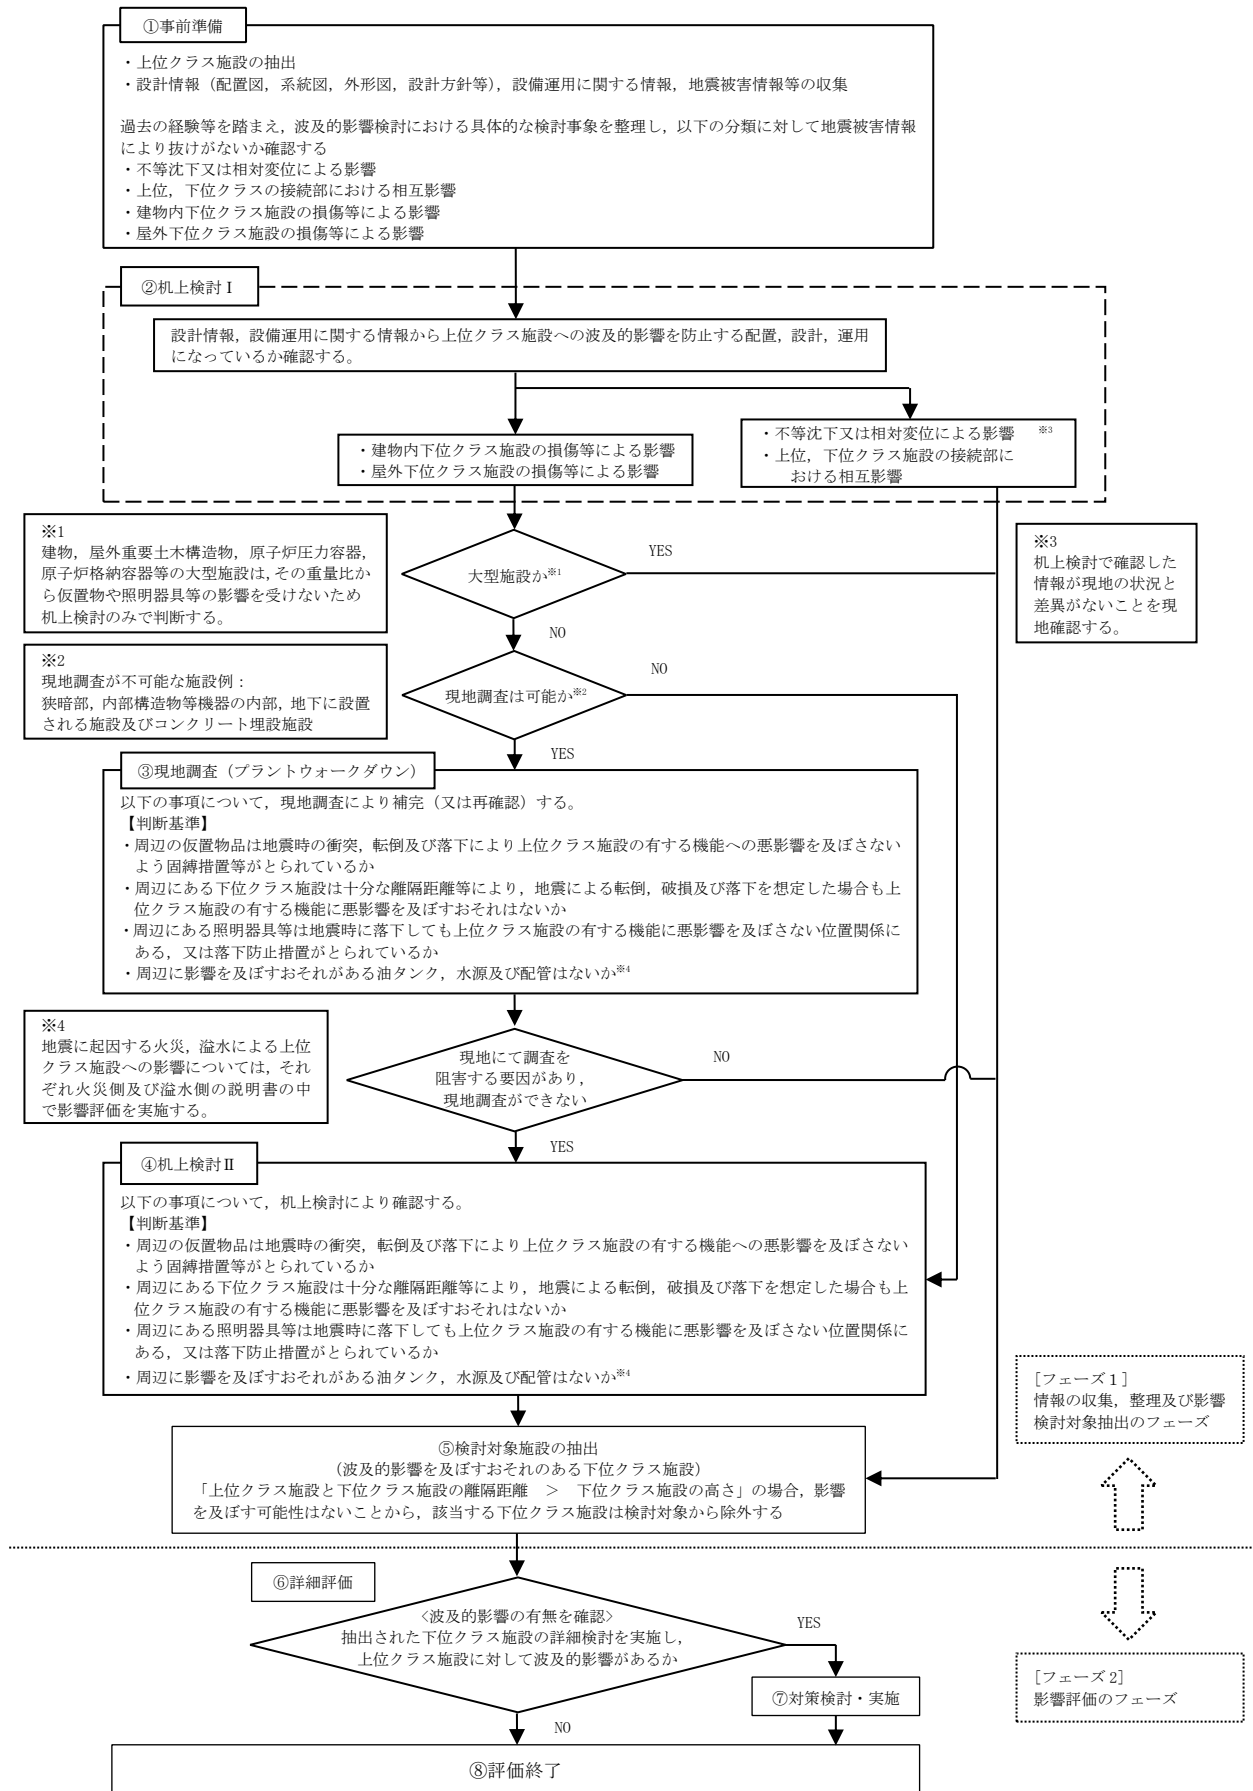 ①事前準備
・上位クラス施設の抽出
・設計情報（配置図，系統図，外形図，設計方針等），設備運用に関する情報，地震被害情報等の収集
過去の経験等を踏まえ，波及的影響検討における具体的な検討事象を整理し，以下の分類に対して地震被害情報
により抜けがないか確認する
・不等沈下又は相対変位による影響
・上位，下位クラスの接続部における相互影響
・建物内下位クラス施設の損傷等による影響
・屋外下位クラス施設の損傷等による影響
②机上検討Ⅰ
設計情報，設備運用に関する情報から上位クラス施設への波及的影響を防止する配置，設計，運用
になっているか確認する。
・建物内下位クラス施設の損傷等による影響
・屋外下位クラス施設の損傷等による影響
・不等沈下又は相対変位による影響 ※3
・上位，下位クラス施設の接続部に
おける相互影響
※1
建物，屋外重要土木構造物，原子炉圧力容器，
原子炉格納容器等の大型施設は，その重量比か
ら仮置物や照明器具等の影響を受けないため
机上検討のみで判断する。
大型施設か※1
YES
※3
机上検討で確認した
情報が現地の状況と
差異がないことを現
地確認する。
NO
※2
現地調査が不可能な施設例：
狭暗部，内部構造物等機器の内部，地下に設置
される施設及びコンクリート埋設施設
現地調査は可能か※2
NO
YES
③現地調査（プラントウォークダウン）
以下の事項について，現地調査により補完（又は再確認）する。
【判断基準】
・周辺の仮置物品は地震時の衝突，転倒及び落下により上位クラス施設の有する機能への悪影響を及ぼさない
よう固縛措置等がとられているか
・周辺にある下位クラス施設は十分な離隔距離等により，地震による転倒，破損及び落下を想定した場合も上
位クラス施設の有する機能に悪影響を及ぼすおそれはないか
・周辺にある照明器具等は地震時に落下しても上位クラス施設の有する機能に悪影響を及ぼさない位置関係に
ある，又は落下防止措置がとられているか
・周辺に影響を及ぼすおそれがある油タンク，水源及び配管はないか※4
※4
地震に起因する火災，溢水による上位
クラス施設への影響については，それ
ぞれ火災側及び溢水側の説明書の中
で影響評価を実施する。
現地にて調査を
阻害する要因があり，
現地調査ができない
NO
YES
④机上検討Ⅱ
以下の事項について，机上検討により確認する。
【判断基準】
・周辺の仮置物品は地震時の衝突，転倒及び落下により上位クラス施設の有する機能への悪影響を及ぼさない
よう固縛措置等がとられているか
・周辺にある下位クラス施設は十分な離隔距離等により，地震による転倒，破損及び落下を想定した場合も上
位クラス施設の有する機能に悪影響を及ぼすおそれはないか
・周辺にある照明器具等は地震時に落下しても上位クラス施設の有する機能に悪影響を及ぼさない位置関係に
ある，又は落下防止措置がとられているか
・周辺に影響を及ぼすおそれがある油タンク，水源及び配管はないか※4
［フェーズ１］
情報の収集，整理及び影響
検討対象抽出のフェーズ
⑤検討対象施設の抽出
（波及的影響を及ぼすおそれのある下位クラス施設）
「上位クラス施設と下位クラス施設の離隔距離　＞　下位クラス施設の高さ」の場合，影響
を及ぼす可能性はないことから，該当する下位クラス施設は検討対象から除外する
⑥詳細評価
<波及的影響の有無を確認>
抽出された下位クラス施設の詳細検討を実施し，
上位クラス施設に対して波及的影響があるか
YES
［フェーズ 2］
影響評価のフェーズ
⑦対策検討・実施
NO
⑧評価終了